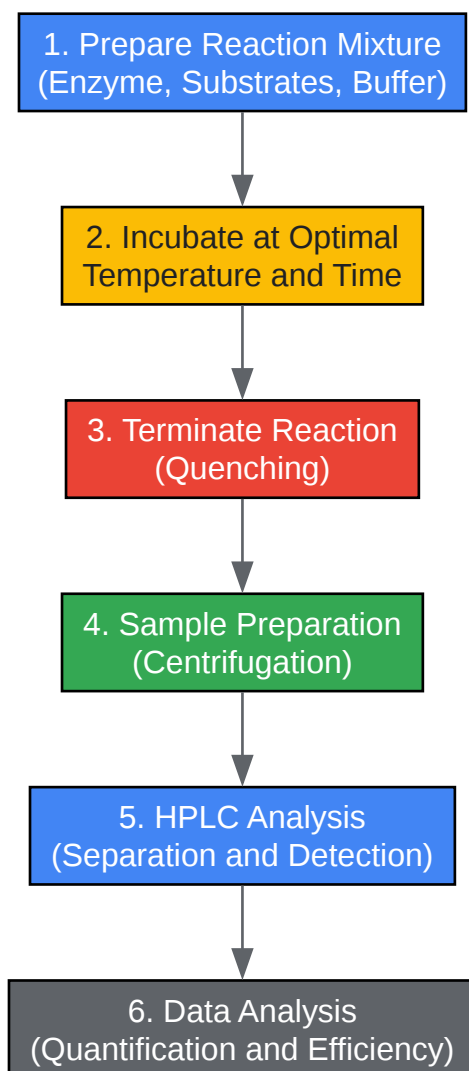 1. Prepare Reaction Mixture
(Enzyme, Substrates, Buffer)
2. Incubate at Optimal
Temperature and Time
3. Terminate Reaction
(Quenching)
4. Sample Preparation
(Centrifugation)
5. HPLC Analysis
(Separation and Detection)
6. Data Analysis
(Quantification and Efficiency)